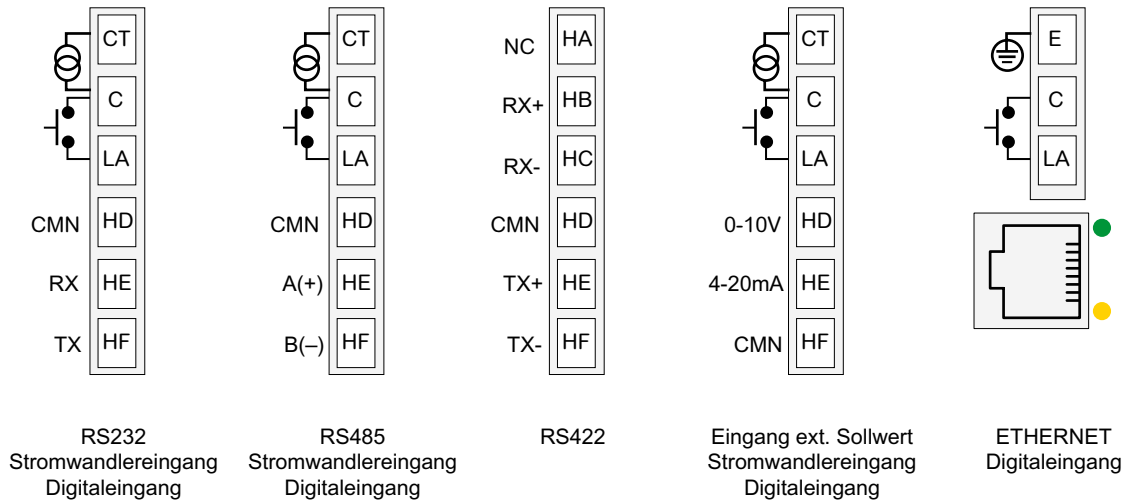 CT
C
LA
CMN HD
RX HE
TX HF
RS232
Stromwandlereingang
Digitaleingang
CT
C
LA
CMN HD
A(+) HE
B(–) HF
RS485
Stromwandlereingang
Digitaleingang
NC HA
RX+ HB
RX- HC
CMN HD
TX+ HE
TX- HF
RS422
CT
C
LA
0-10V HD
4-20mA HE
CMN HF
Eingang ext. Sollwert
Stromwandlereingang
Digitaleingang
E
C
LA
ETHERNET
Digitaleingang